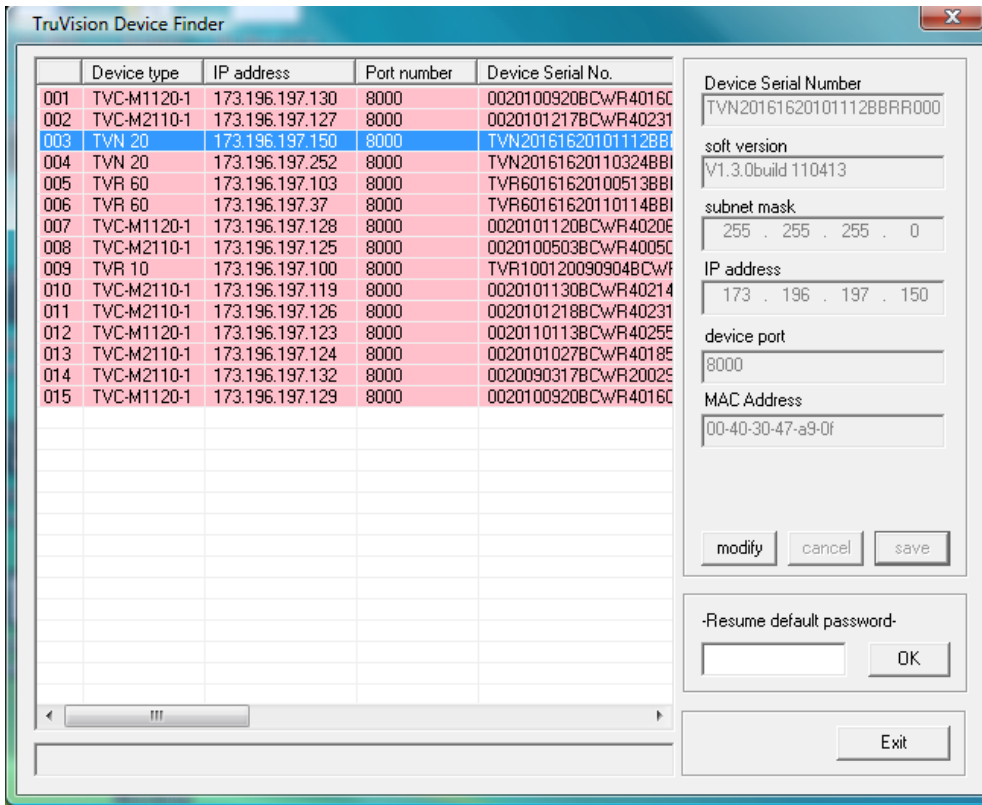 TruVision Device Finder
Device type IP address Port number Device Serial No.
001 TVC-M1120-1 173.196.197.130 8000 0020100920BCWR4016C
002 TVC-M2110-1 173.196.197.127 8000 0020101217BCWR40231
003 TVN 20 173.196.197.150 8000 TVN20161620101112BBI
004 TVN 20 173.196.197.252 8000 TVN20161620110324BBI
005 TVR 60 173.196.197.103 8000 TVR60161620100513BBI
006 TVR 60 173.196.197.37 8000 TVR60161620110114BBI
007 TVC-M1120-1 173.196.197.128 8000 0020101120BCWR4020E
008 TVC-M2110-1 173.196.197.125 8000 0020100503BCWR4005C
009 TVR 10 173.196.197.100 8000 TVR100120090904BCWF
010 TVC-M2110-1 173.196.197.119 8000 0020101130BCWR40214
011 TVC-M2110-1 173.196.197.126 8000 0020101218BCWR40231
012 TVC-M1120-1 173.196.197.123 8000 0020110113BCWR40255
013 TVC-M2110-1 173.196.197.124 8000 0020101027BCWR40185
014 TVC-M2110-1 173.196.197.132 8000 0020090317BCWR20029
015 TVC-M1120-1 173.196.197.129 8000 0020100920BCWR4016C
Device Serial Number
TVN20161620101112BBRR000
soft version
V1.3.0build 110413
subnet mask
255 . 255 . 255 . 0
IP address
173 . 196 . 197 . 150
device port
8000
MAC Address
00-40-30-47-a9-0f
modify cancel save
-Resume default password-
OK
Exit